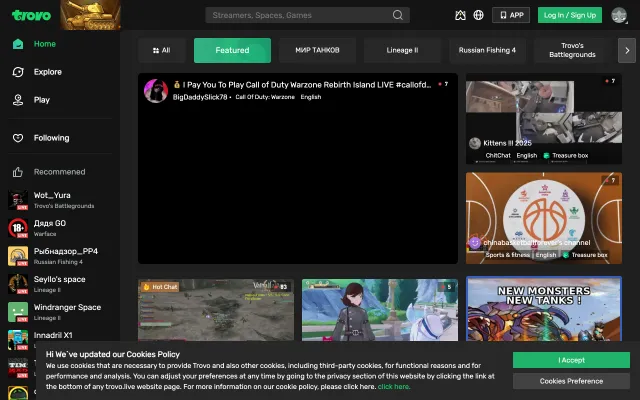 trovo
Streamers, Spaces, Games
APP
Log In / Sign Up
Home
Explore
Play
Following
Recommended
Wot_Yura
Trovo's Battlegrounds
LIVE
Дядя GO
Warface
18+
LIVE
Рыбнадзор_PP4
Russian Fishing 4
LIVE
Seyllo's space
Lineage II
LIVE
Windranger Space
Lineage II
LIVE
Innadril X1
All
Featured
МИР ТАНКОВ
Lineage II
Russian Fishing 4
Trovo's
Battlegrounds
I Pay You To Play Call of Duty Warzone Rebirth Island LIVE #callofd...
7
BigDaddySlick78 • Call Of Duty: Warzone English
7
Kittens !!! 2025
ChitChat English Treasure box
7
chinabasketballforever's channel
Sports & fitness English Treasure box
Hot Chat
83
5
NEW MONSTERS
NEW TANKS !
Hi We`ve updated our Cookies Policy
We use cookies that are necessary to provide Trovo and also other cookies, including third-party cookies, for functional reasons and for
performance and analysis. You can adjust your preferences at any time by going to the privacy section of this website by clicking the link at
the bottom of any trovo.live website page. For more information on our cookie policy, please click here. click here.
I Accept
Cookies Preference